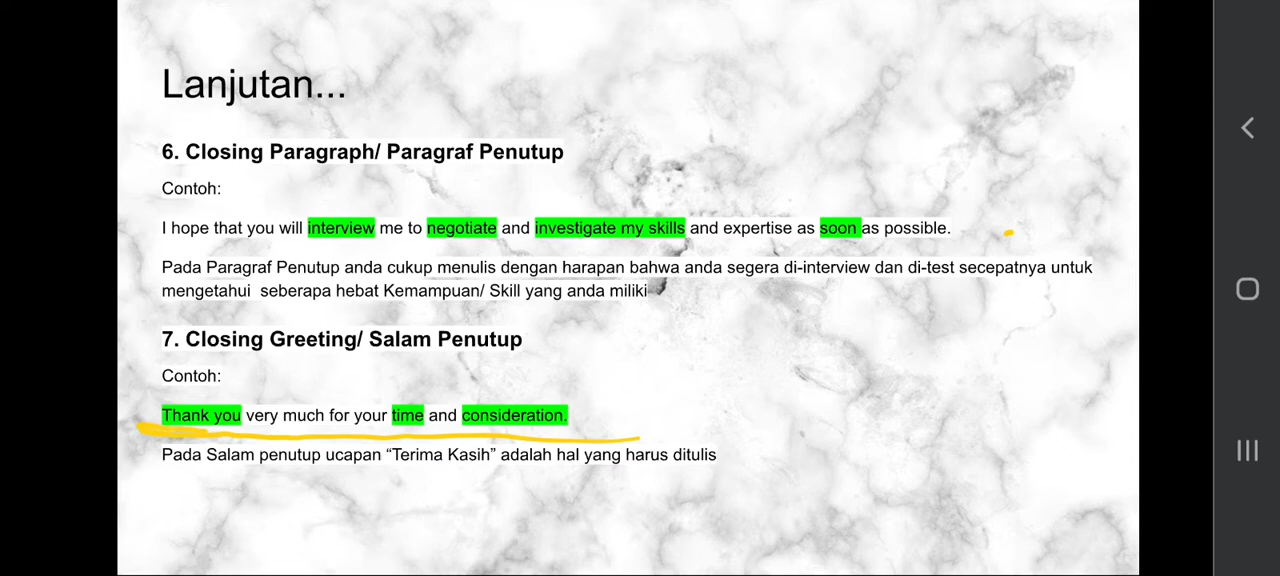 Lanjutan...
6. Closing Paragraph/ Paragraf Penutup
Contoh:
I hope that you will interview me to negotiate and investigate my skills and expertise as soon as possible.
Pada Paragraf Penutup anda cukup menulis dengan harapan bahwa anda segera di-interview dan di-test secepatnya untuk
mengetahui seberapa hebat Kemampuan/ Skill yang anda miliki
7. Closing Greeting/ Salam Penutup
Contoh:
Thank you very much for your time and consideration.
Pada Salam penutup ucapan “Terima Kasih” adalah hal yang harus ditulis